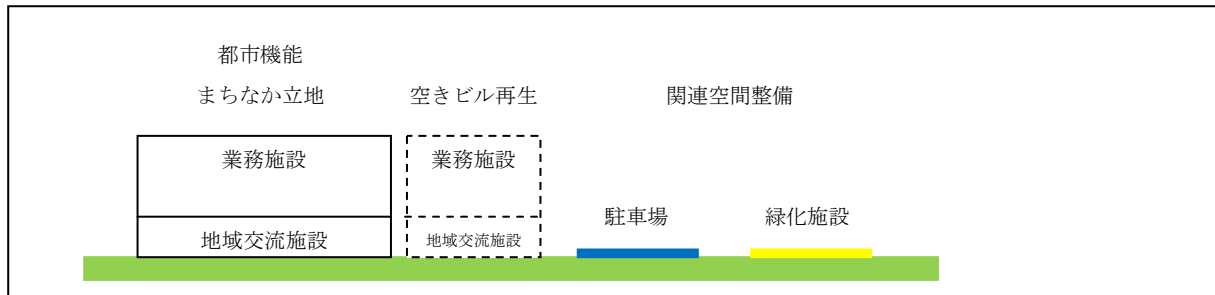 都市機能
まちなか立地
空きビル再生
関連空間整備
業務施設
業務施設
駐車場
緑化施設
地域交流施設
地域交流施設